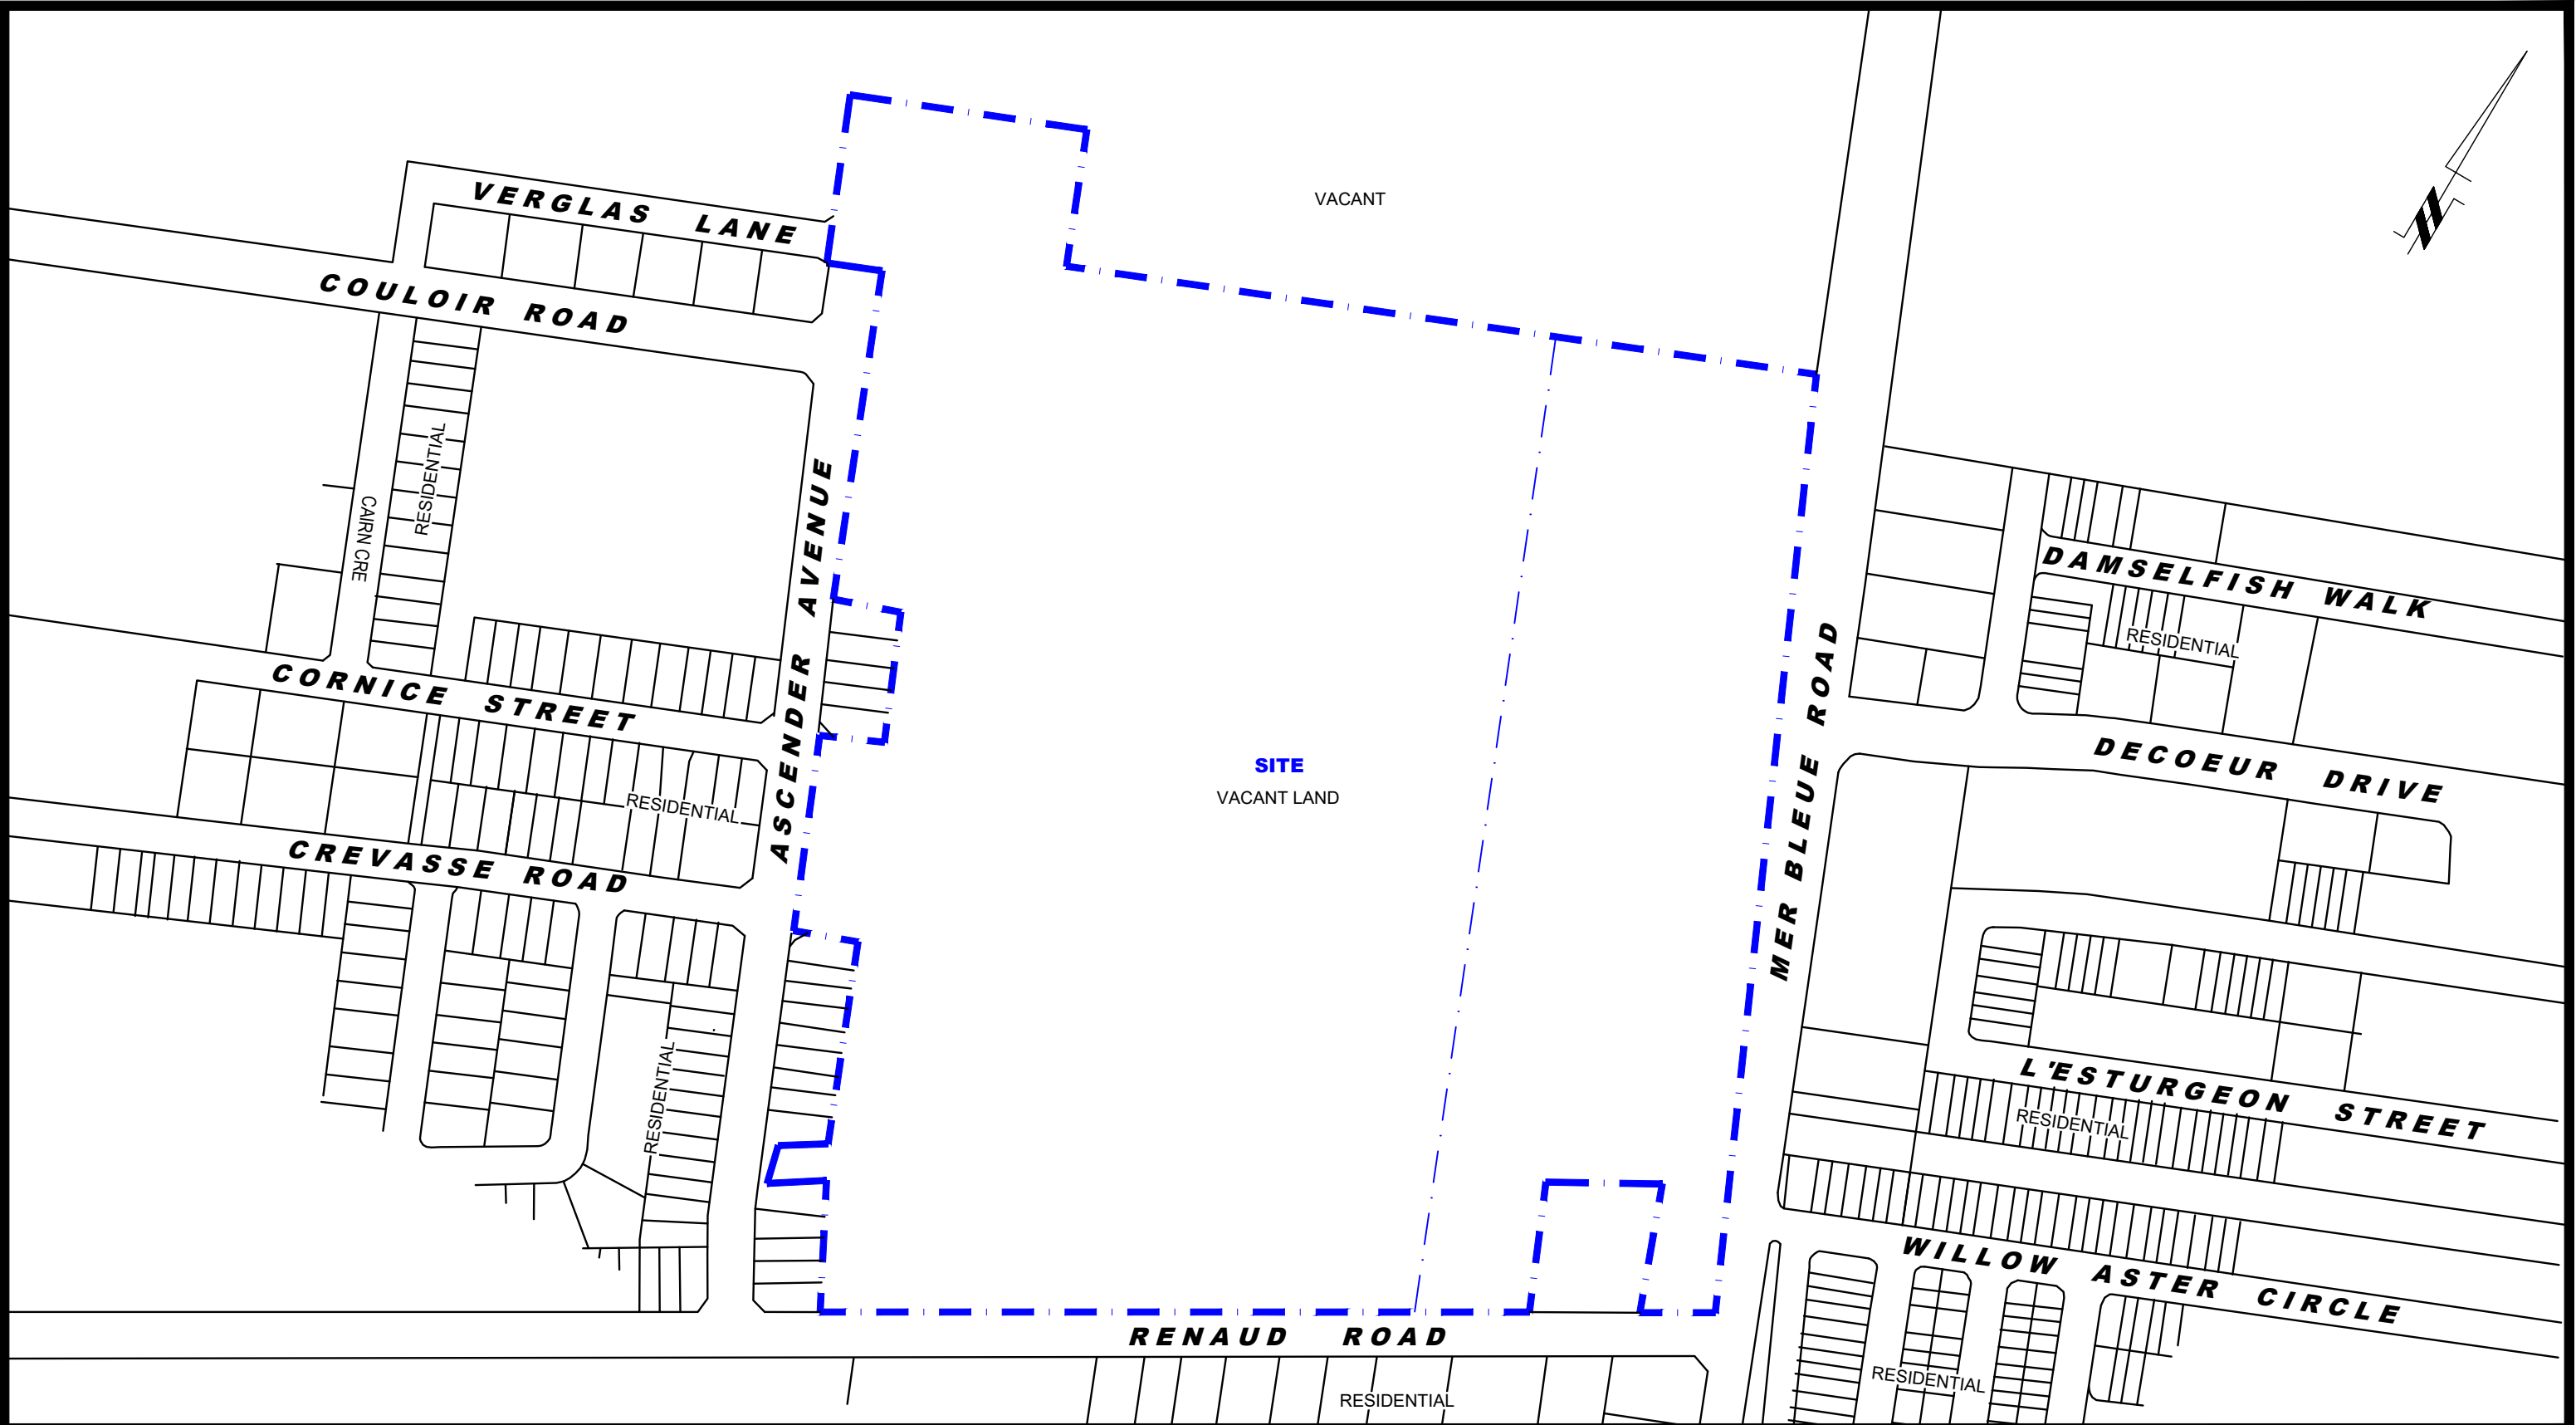 VACANT
VERGLAS LANE
COULOIR ROAD
RESIDENTIAL
CAIRN CRE
ASCENDER AVENUE
CORNICE STREET
RESIDENTIAL
CREVASSE ROAD
RESIDENTIAL
SITE
VACANT LAND
MER BLEUE ROAD
DAMSELFISH WALK
RESIDENTIAL
DECOEUR DRIVE
L'ESTURGEON STREET
RESIDENTIAL
WILLOW ASTER CIRCLE
RENAUD ROAD
RESIDENTIAL
RESIDENTIAL